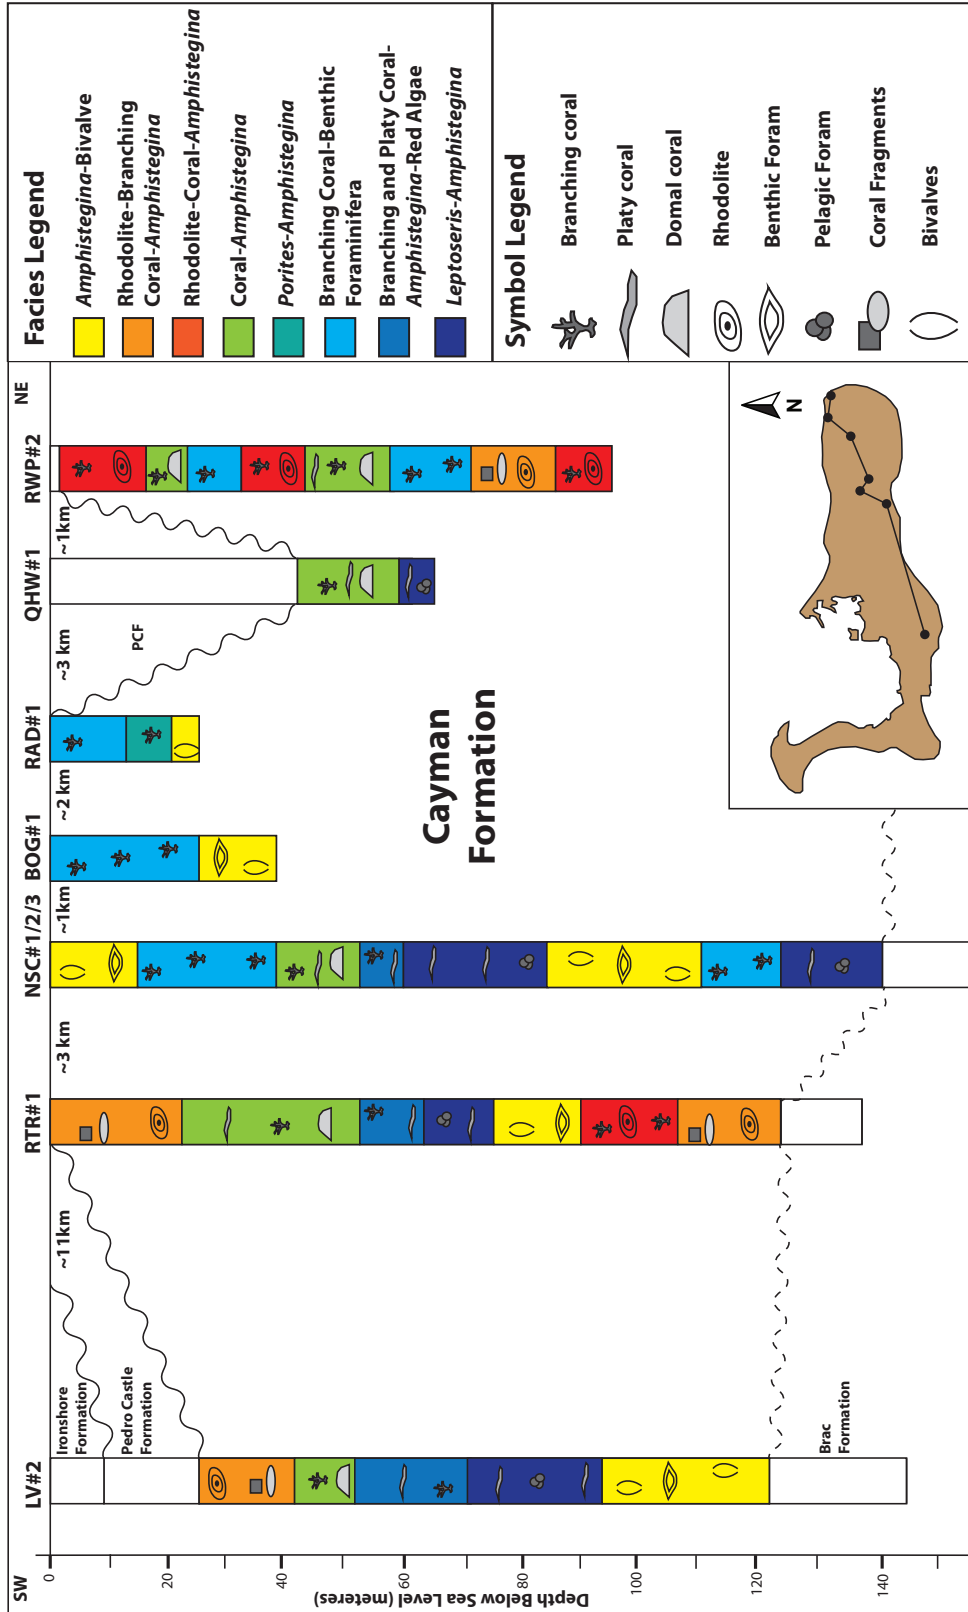 SW
NE
LV#2
RTR#1
NSC#1/2/3
BOG#1
RAD#1
QHW#1
RWP#2
~11km
~3 km
~1km
~2 km
~3 km
~1km
Depth Below Sea Level (meteres)
0
20
40
60
80
100
120
140
Ironshore
Formation
Pedro Castle
Formation
PCF
Cayman
Formation
Brac
Formation
N
Facies Legend
Amphistegina-Bivalve
Rhodolite-Branching
Coral-Amphistegina
Rhodolite-Coral-Amphistegina
Coral-Amphistegina
Porites-Amphistegina
Branching Coral-Benthic
Foraminifera
Branching and Platy Coral-
Amphistegina-Red Algae
Leptoseris-Amphistegina
Symbol Legend
Branching coral
Platy coral
Domal coral
Rhodolite
Benthic Foram
Pelagic Foram
Coral Fragments
Bivalves